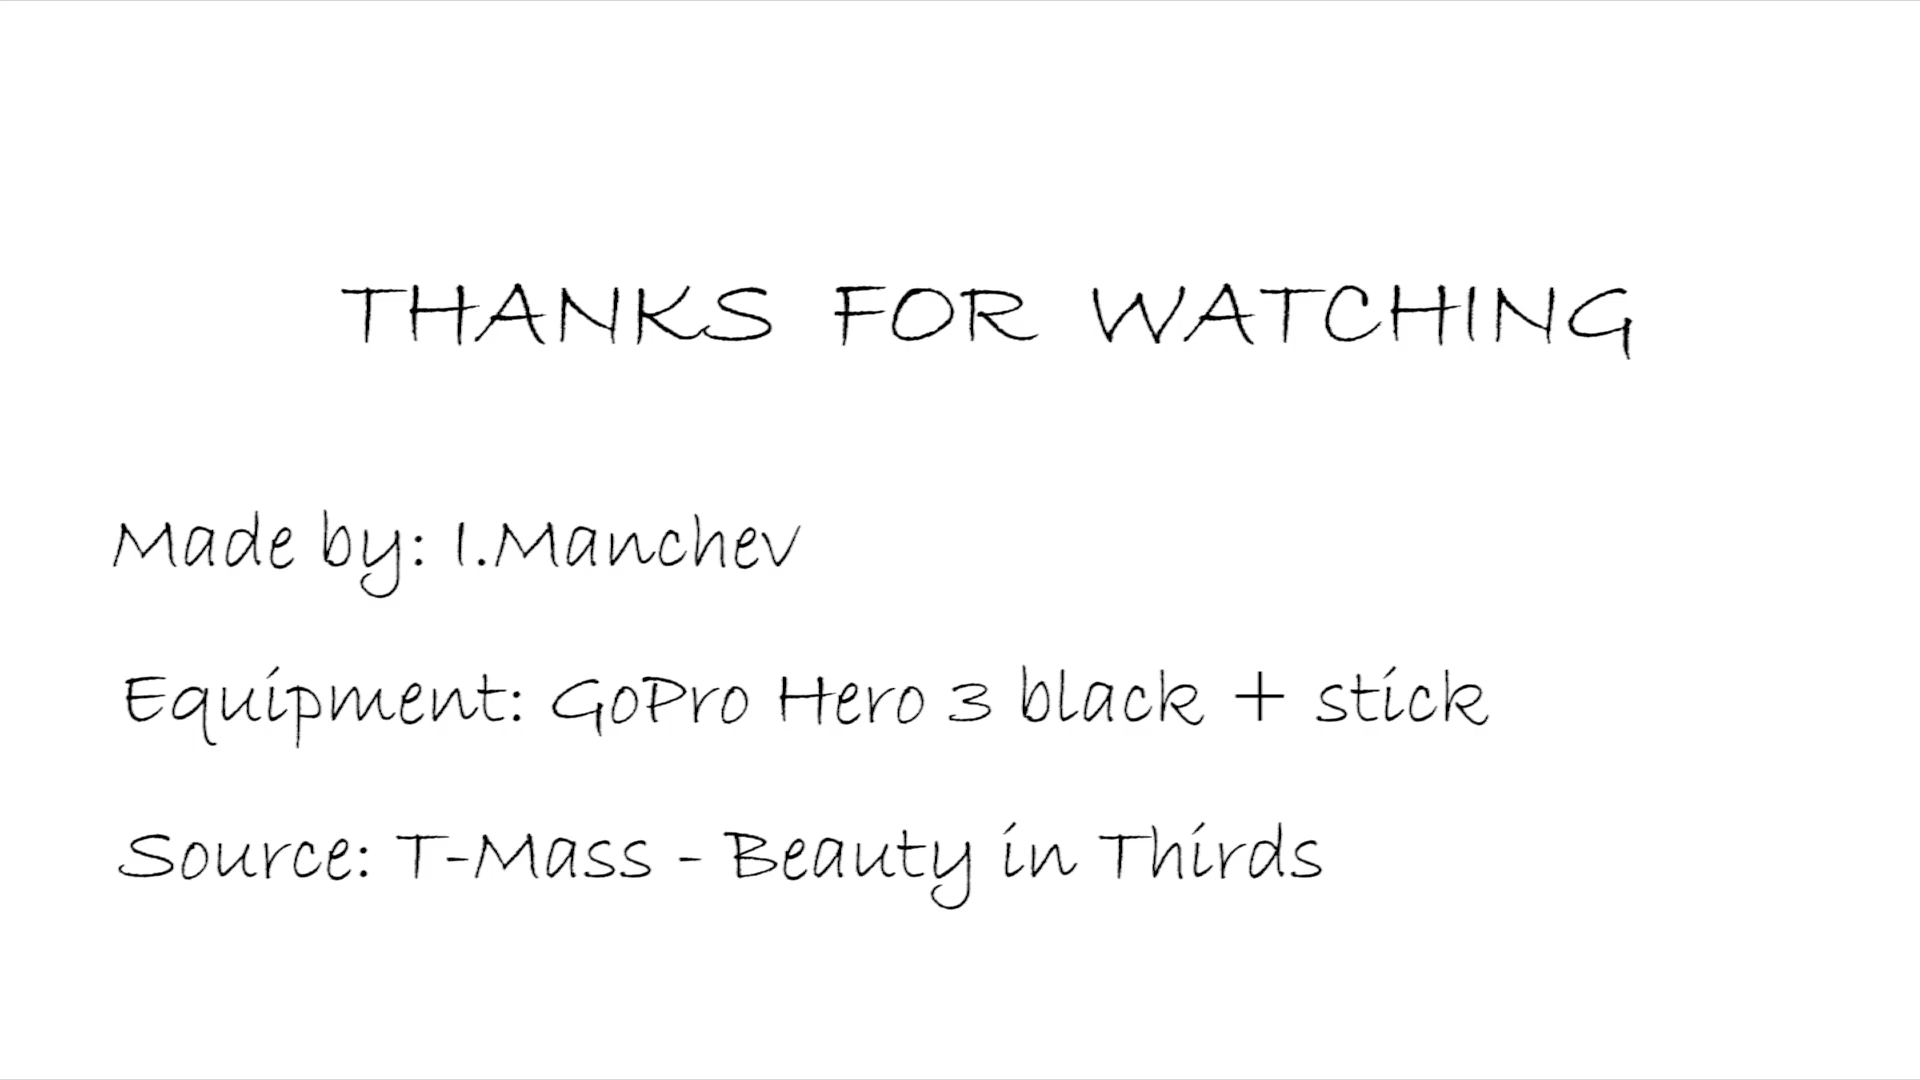 THANKS FOR WATCHING
Made by: I.Manchev
Equipment: GoPro Hero 3 black + stick
Source: T-Mass - Beauty in Thirds